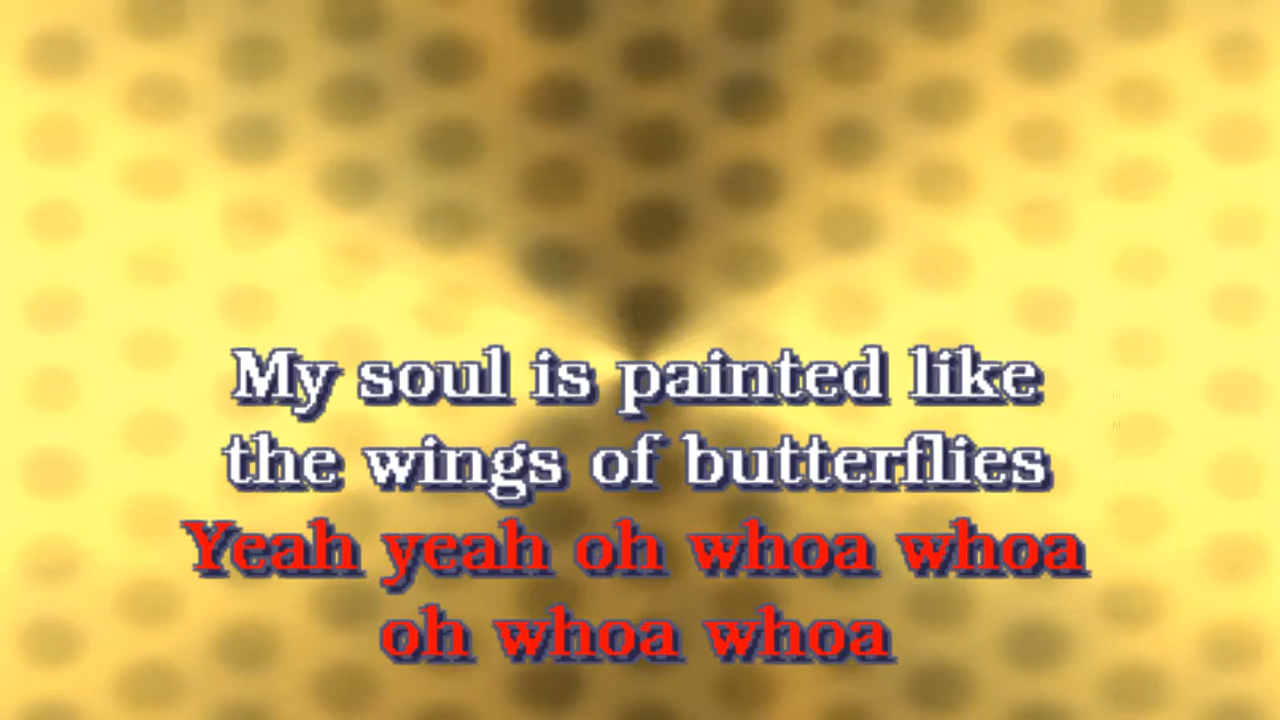 My soul is painted like
the wings of butterflies
Yeah yeah oh whoa whoa
oh whoa whoa